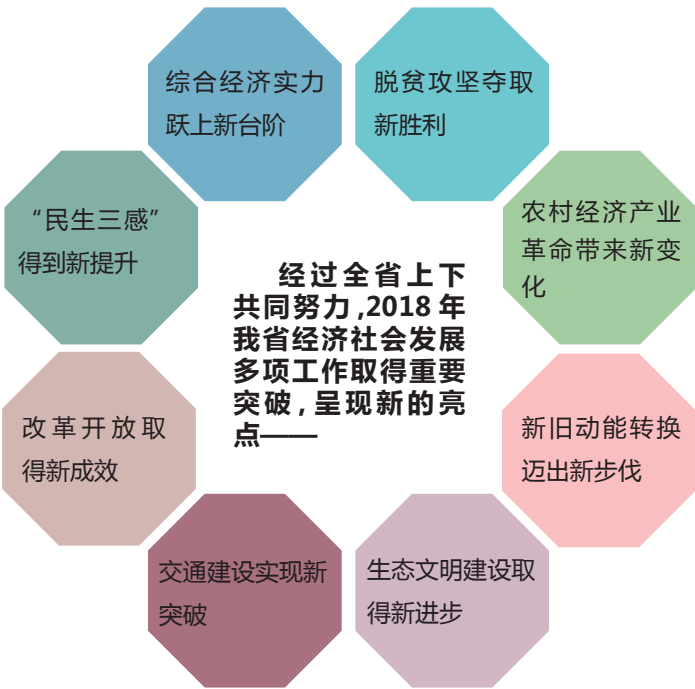 综合经济实力
跃上新台阶
脱贫攻坚夺取
新胜利
农村经济产业
革命带来新变
化
新旧动能转换
迈出新步伐
生态文明建设取
得新进步
交通建设实现新
突破
改革开放取
得新成效
“民生三感”
得到新提升
经过全省上下
共同努力,2018年
我省经济社会发展
多项工作取得重要
突破,呈现新的亮
点——